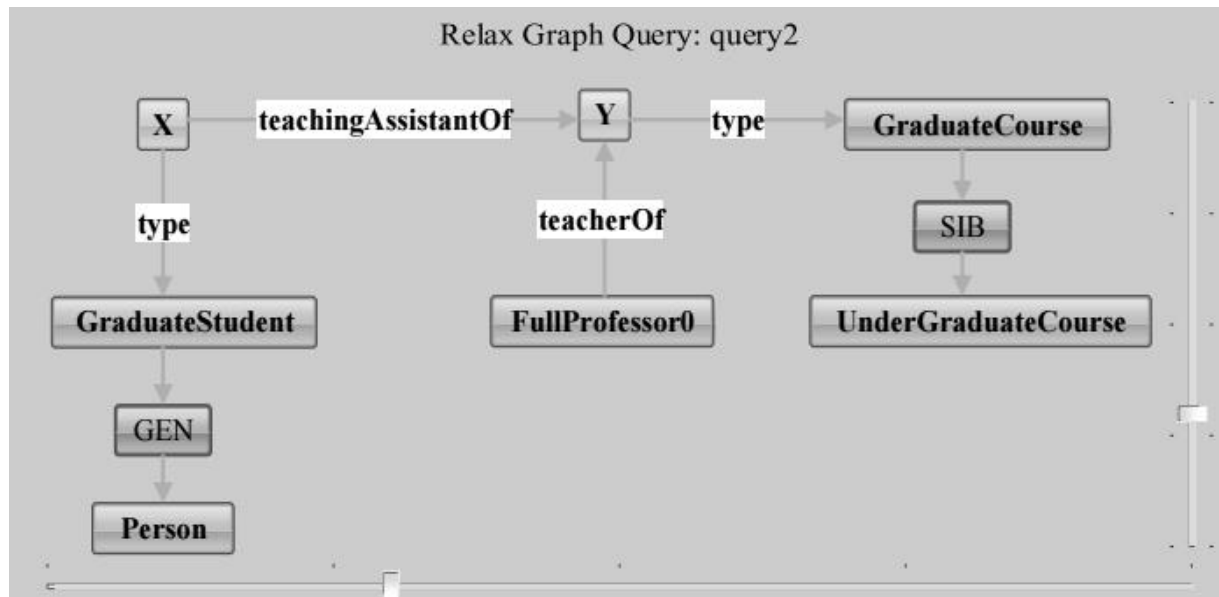 Relax Graph Query: query2
X
teachingAssistantOf
Y
type
GraduateCourse
type
teacherOf
SIB
GraduateStudent
FullProfessor0
UnderGraduateCourse
GEN
Person